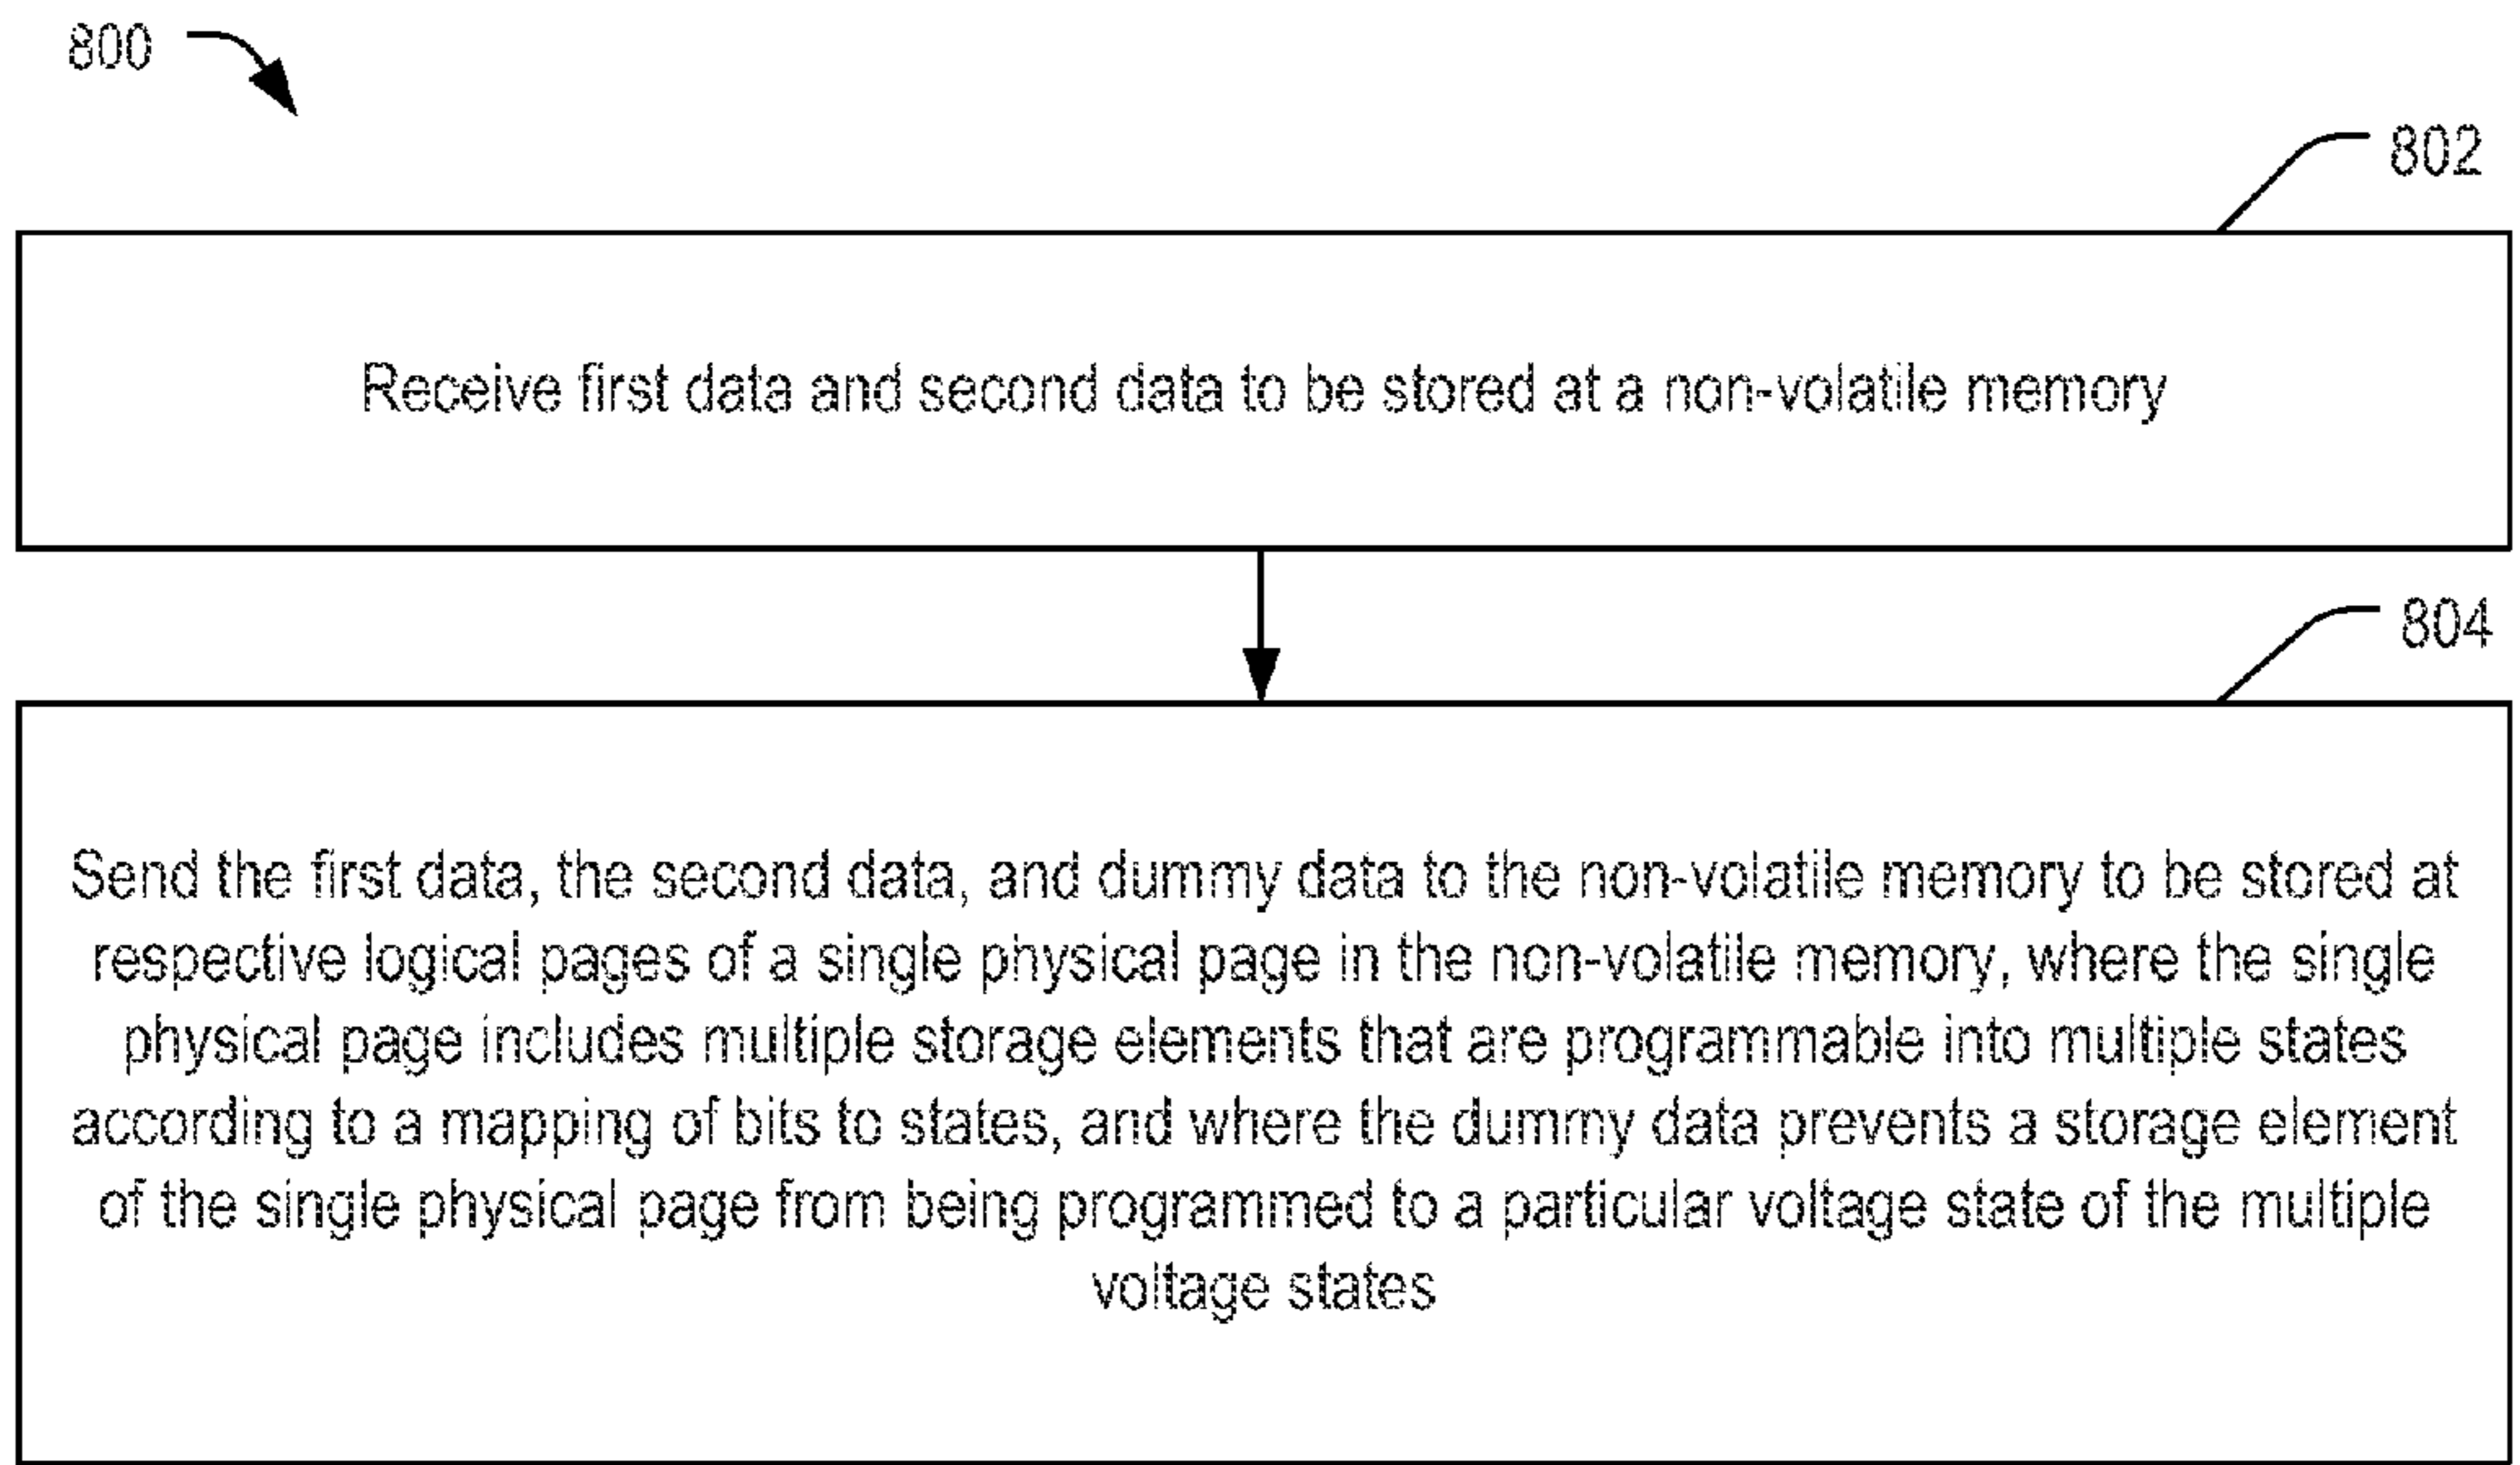 800
802
Receive first data and second data to be stored at a non-volatile memory
804
Send the first data, the second data, and dummy data to the non-volatile memory to be stored at
respective logical pages of a single physical page in the non-volatile memory, where the single
physical page includes multiple storage elements that are programmable into multiple states
according to a mapping of bits to states, and where the dummy data prevents a storage element
of the single physical page from being programmed to a particular voltage state of the multiple
voltage states